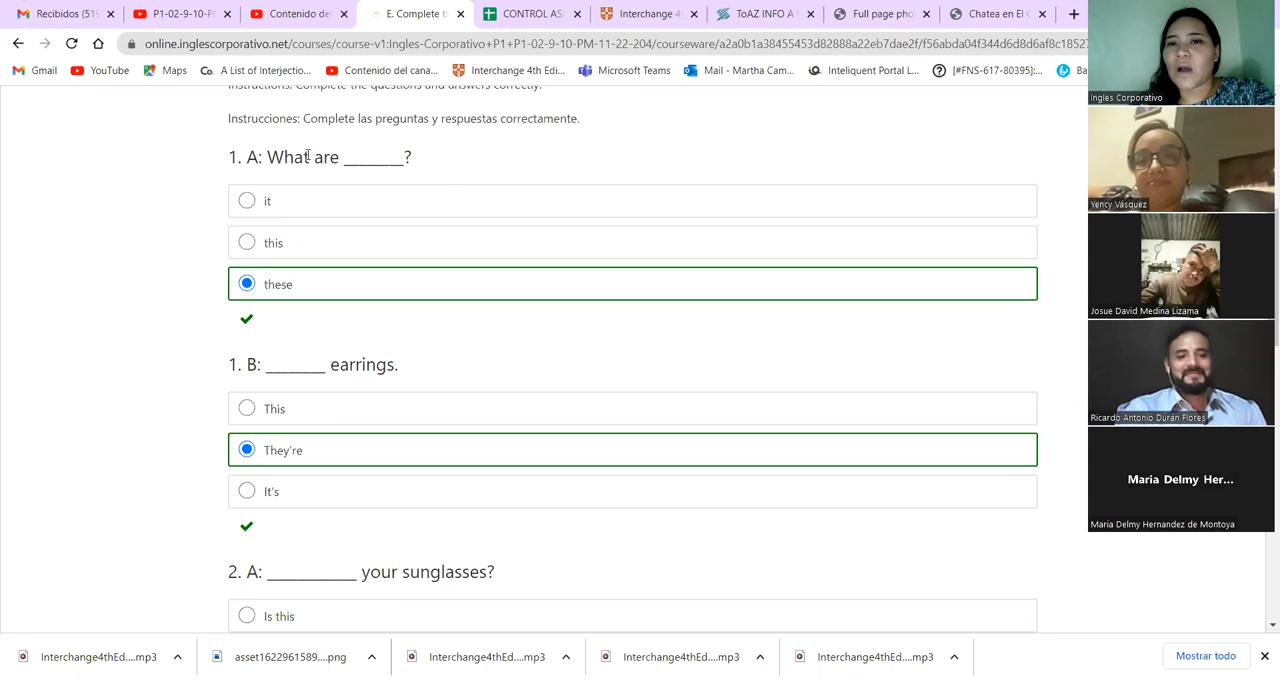 Recibidos (51
P1-02-9-10-P
Contenido de
E. Complete t
CONTROL AS
Interchange 4
ToAZ INFO A
Full page pho
Chatea en El
online.inglescorporativo.net/courses/course-v1:Ingles-Corporativo+P1+P1-02-9-10-PM-11-22-204/courseware/a2a0b1a38455453d82888a22eb7dae2f/f56abda04f344d6d8d6af8c1852
Gmail
YouTube
Maps
A List of Interjectio...
Contenido del cana...
Interchange 4th Edi...
Microsoft Teams
Mail - Martha Cam...
Inteliquent Portal L...
[#FNS-617-80395]:...
Ba
Instructions: Complete the questions and answers correctly.
Instrucciones: Complete las preguntas y respuestas correctamente.
1. A: What are _______?
it
this
these
1. B: _______ earrings.
This
They're
It's
2. A: __________ your sunglasses?
Is this
Ingles Corporativo
Yency Vásquez
Josue David Medina Lizama
Ricardo Antonio Durán Flores
Maria Delmy Her...
Maria Delmy Hernandez de Montoya
Interchange4thEd....mp3
asset1622961589....png
Interchange4thEd....mp3
Interchange4thEd....mp3
Interchange4thEd....mp3
Mostrar todo